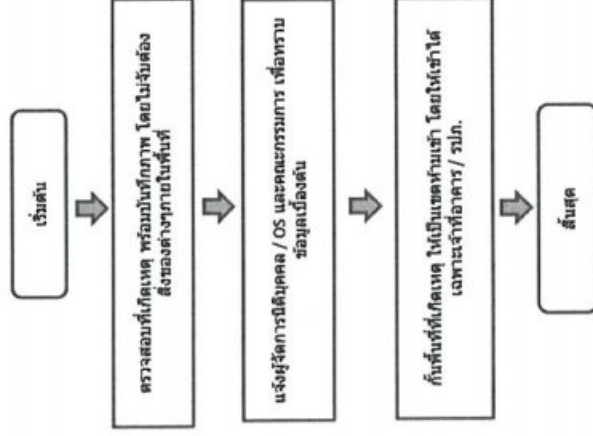 เริ่มต้น
ตรวจสอบที่เกิดเหตุ พร้อมบันทึกภาพ โดยไม่จับต้อง
สิ่งของต่างๆภายในพื้นที่
แจ้งผู้จัดการนิติบุคคล / OS และคณะกรรมการ เพื่อทราบ
ข้อมูลเบื้องต้น
กั้นพื้นที่ที่เกิดเหตุ ให้เป็นเขตห้ามเข้า โดยให้เข้าได้
เฉพาะเจ้าที่อาคาร / รปภ.
สิ้นสุด